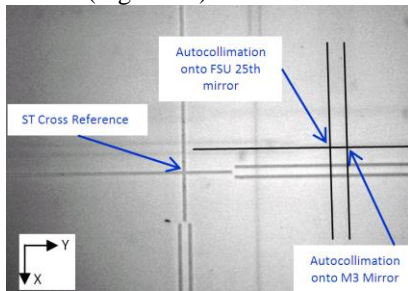 Autocollimation
onto FSU 25th
mirror
ST Cross Reference
Y
X
Autocollimation
onto M3 Mirror